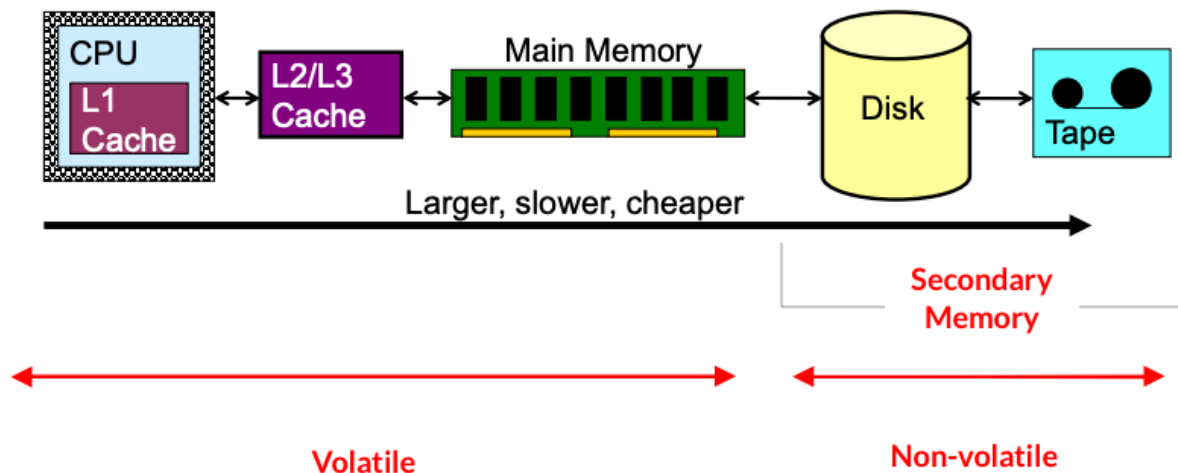 CPU
L1
Cache
L2/L3
Cache
Main Memory
Disk
Tape
Larger, slower, cheaper
Secondary
Memory
Volatile
Non-volatile